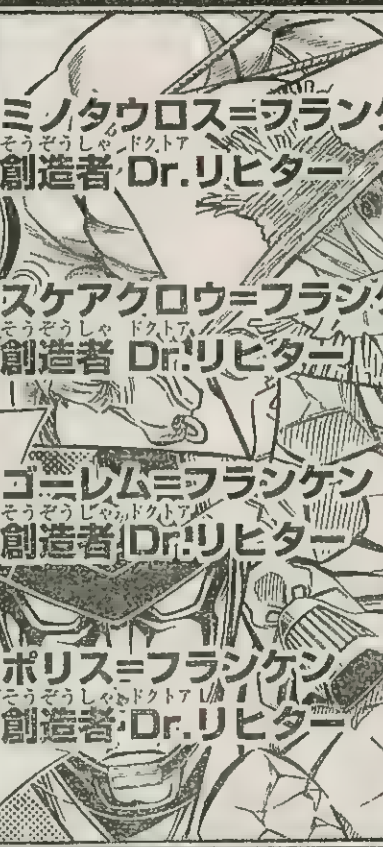 ミノタウロス=フランケ
そうぞうしゃ ドクトア
創造者 Dr.リヒター
スケアクロウ=フランケ
そうぞうしゃ ドクトア
創造者 Dr.リヒター
ゴーレム=フランケン
そうぞうしゃ ドクトア
創造者 Dr.リヒター
ポリス=フランケン
そうぞうしゃ ドクトア
創造者 Dr.リヒター